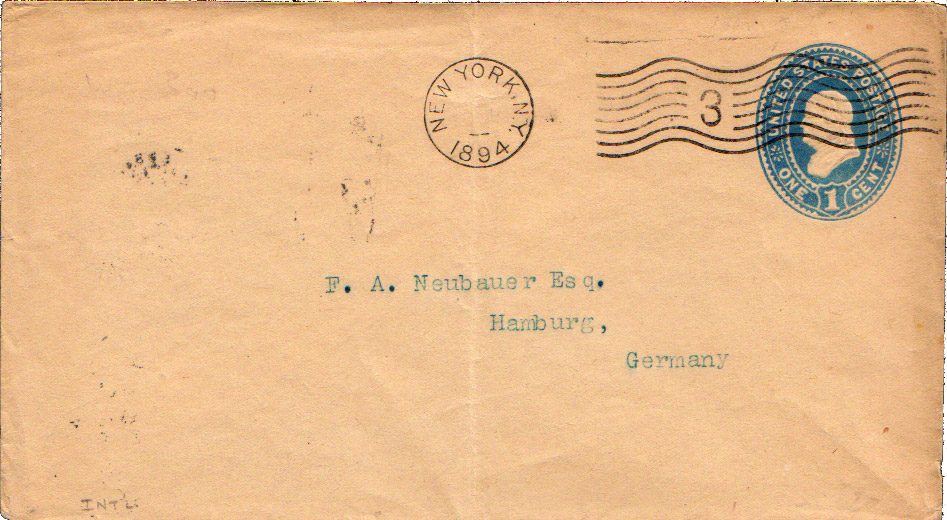 NEW YORK, N.Y.
1894
3
UNITED STATES POSTAGE
ONE 1 CENT
F. A. Neubauer Esq.
Hamburg,
Germany
INT'L